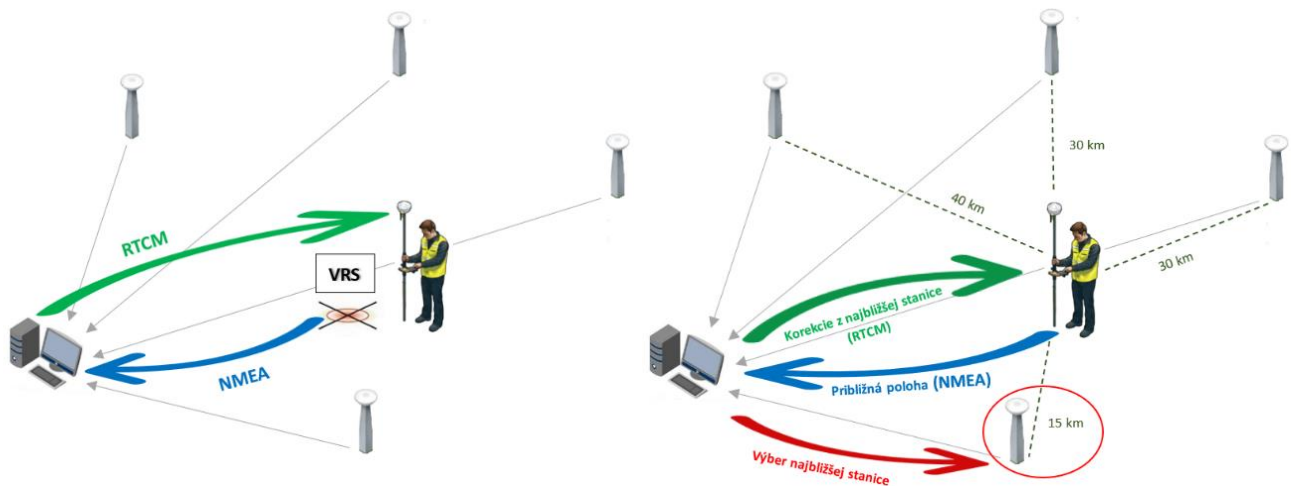 RTCM
VRS
NMEA
30 km
40 km
30 km
Korekcie z najbližšej stanice
(RTCM)
Približná poloha (NMEA)
15 km
Výber najbližšej stanice